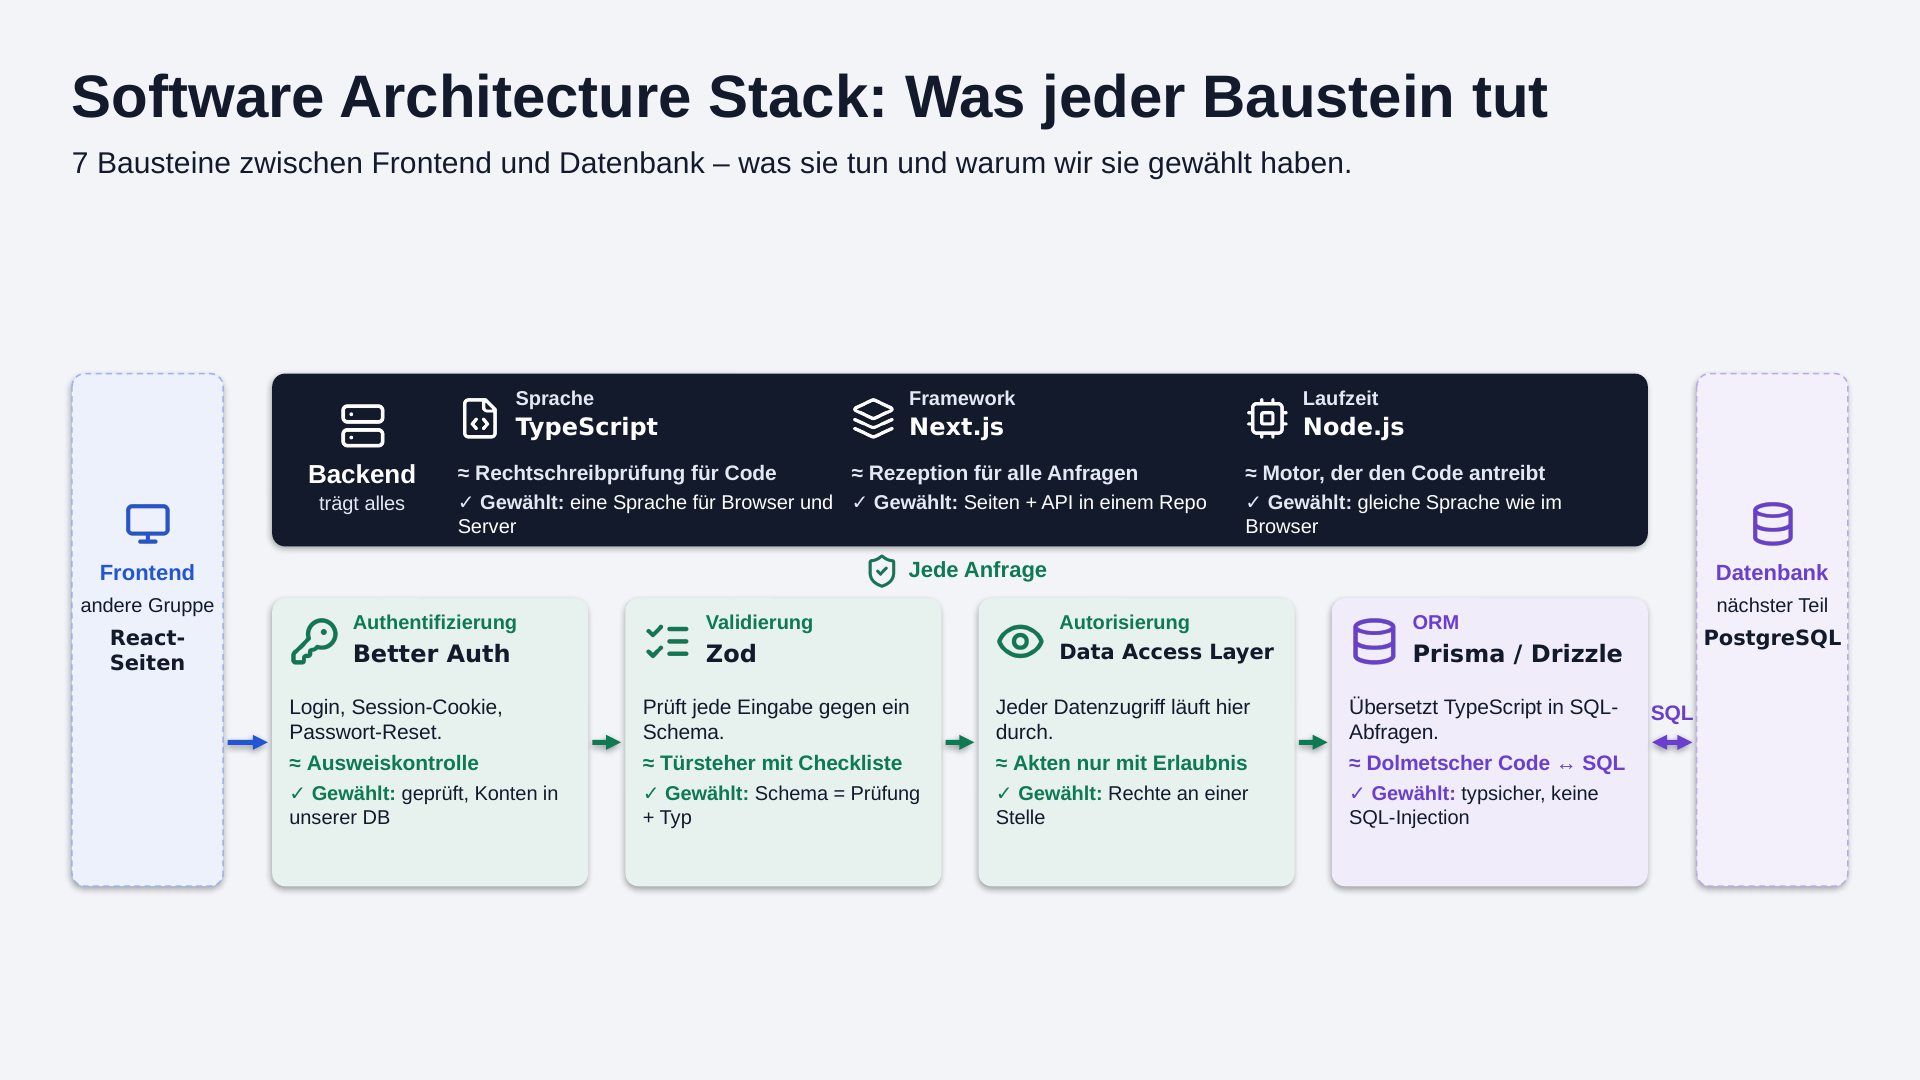 Software Architecture Stack: Was jeder Baustein tut
7 Bausteine zwischen Frontend und Datenbank – was sie tun und warum wir sie gewählt haben.
Frontend
andere Gruppe
React-
Seiten
Backend
trägt alles
Sprache
TypeScript
≈ Rechtschreibprüfung für Code
✓ Gewählt: eine Sprache für Browser und
Server
Framework
Next.js
≈ Rezeption für alle Anfragen
✓ Gewählt: Seiten + API in einem Repo
Laufzeit
Node.js
≈ Motor, der den Code antreibt
✓ Gewählt: gleiche Sprache wie im
Browser
Jede Anfrage
Authentifizierung
Better Auth
Login, Session-Cookie,
Passwort-Reset.
≈ Ausweiskontrolle
✓ Gewählt: geprüft, Konten in
unserer DB
Validierung
Zod
Prüft jede Eingabe gegen ein
Schema.
≈ Türsteher mit Checkliste
✓ Gewählt: Schema = Prüfung
+ Typ
Autorisierung
Data Access Layer
Jeder Datenzugriff läuft hier
durch.
≈ Akten nur mit Erlaubnis
✓ Gewählt: Rechte an einer
Stelle
ORM
Prisma / Drizzle
Übersetzt TypeScript in SQL-
Abfragen.
≈ Dolmetscher Code ↔ SQL
✓ Gewählt: typsicher, keine
SQL-Injection
SQL
Datenbank
nächster Teil
PostgreSQL